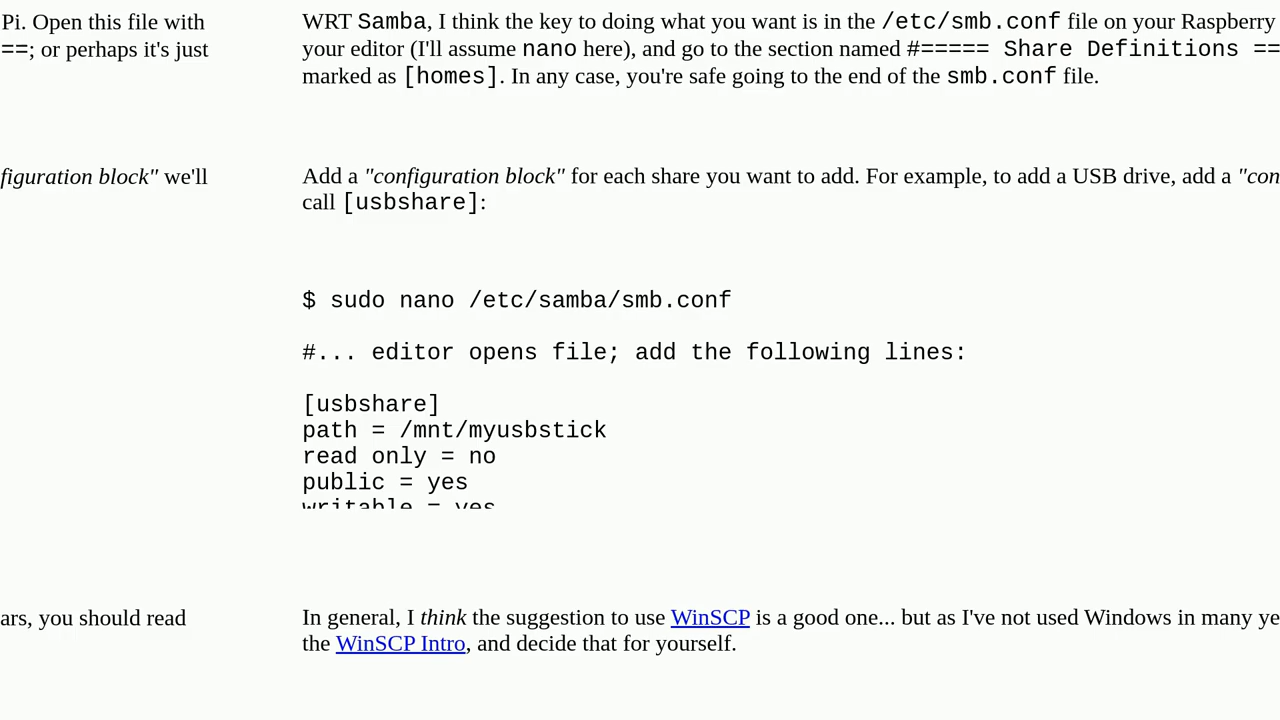 WRT Samba, I think the key to doing what you want is in the /etc/smb.conf file on your Raspberry Pi. Open this file with
your editor (I'll assume nano here), and go to the section named #===== Share Definitions ====; or perhaps it's just
marked as [homes]. In any case, you're safe going to the end of the smb.conf file.
Add a "configuration block" for each share you want to add. For example, to add a USB drive, add a "configuration block" we'll
call [usbshare]:
$ sudo nano /etc/samba/smb.conf
#... editor opens file; add the following lines:
[usbshare]
path = /mnt/myusbstick
read only = no
public = yes
writable = yes
In general, I think the suggestion to use WinSCP is a good one... but as I've not used Windows in many years, you should read
the WinSCP Intro, and decide that for yourself.